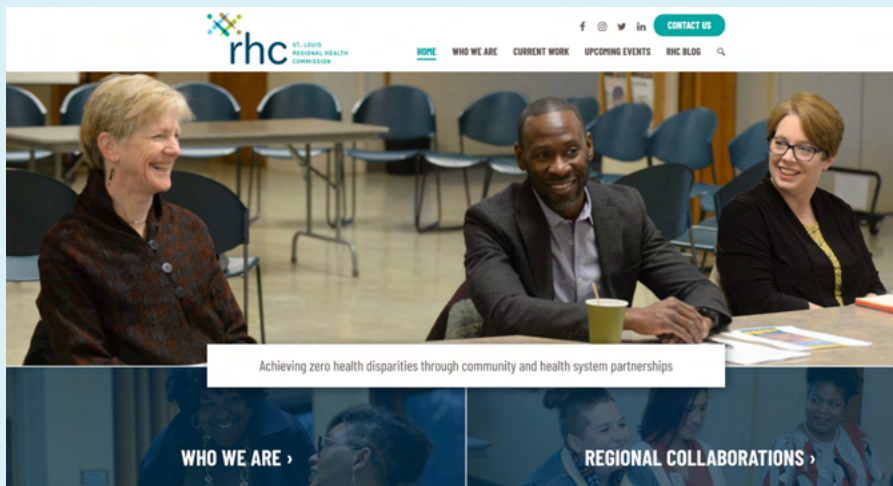 CONTACT US
rhc
ST. LOUIS
REGIONAL HEALTH
COMMISSION
HOME WHO WE ARE CURRENT WORK UPCOMING EVENTS RHC BLOG
Achieving zero health disparities through community and health system partnerships
WHO WE ARE ›
REGIONAL COLLABORATIONS ›